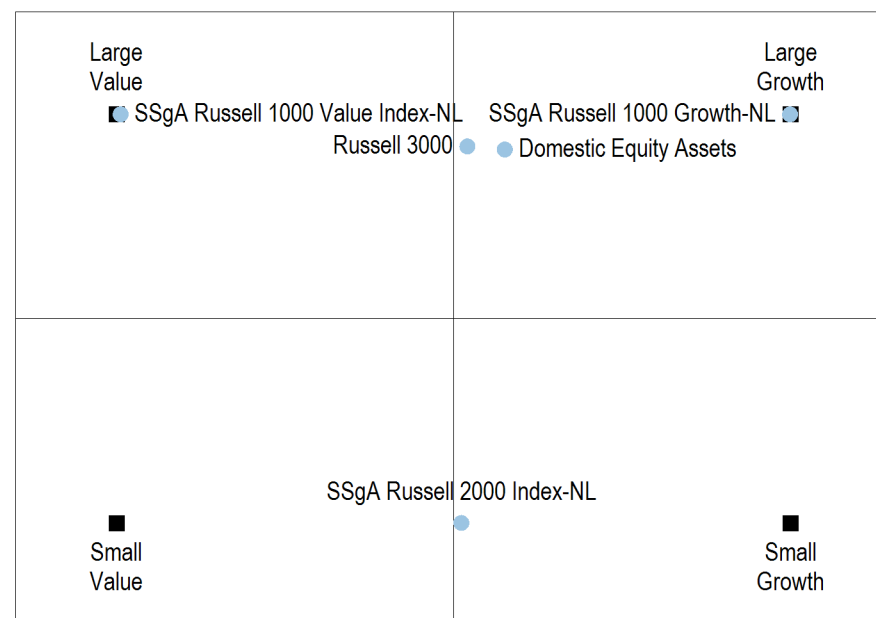 Large
Value
Large
Growth
SSgA Russell 1000 Value Index-NL
SSgA Russell 1000 Growth-NL
Russell 3000
Domestic Equity Assets
SSgA Russell 2000 Index-NL
Small
Value
Small
Growth